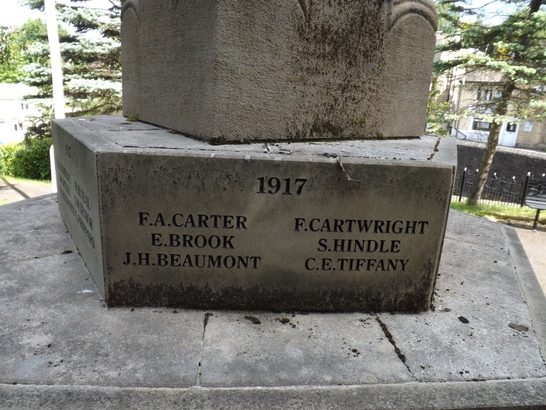 1917
F.A.CARTER F.CARTWRIGHT
E.BROOK S.HINDLE
J.H.BEAUMONT C.E.TIFFANY